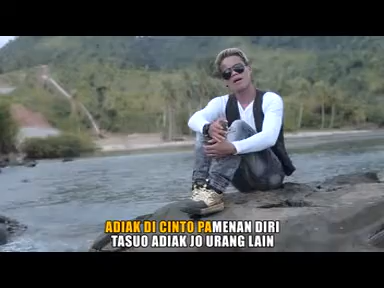 ADIAK DI CINTO PAMENAN DIRI
TASUO ADIAK JO URANG LAIN